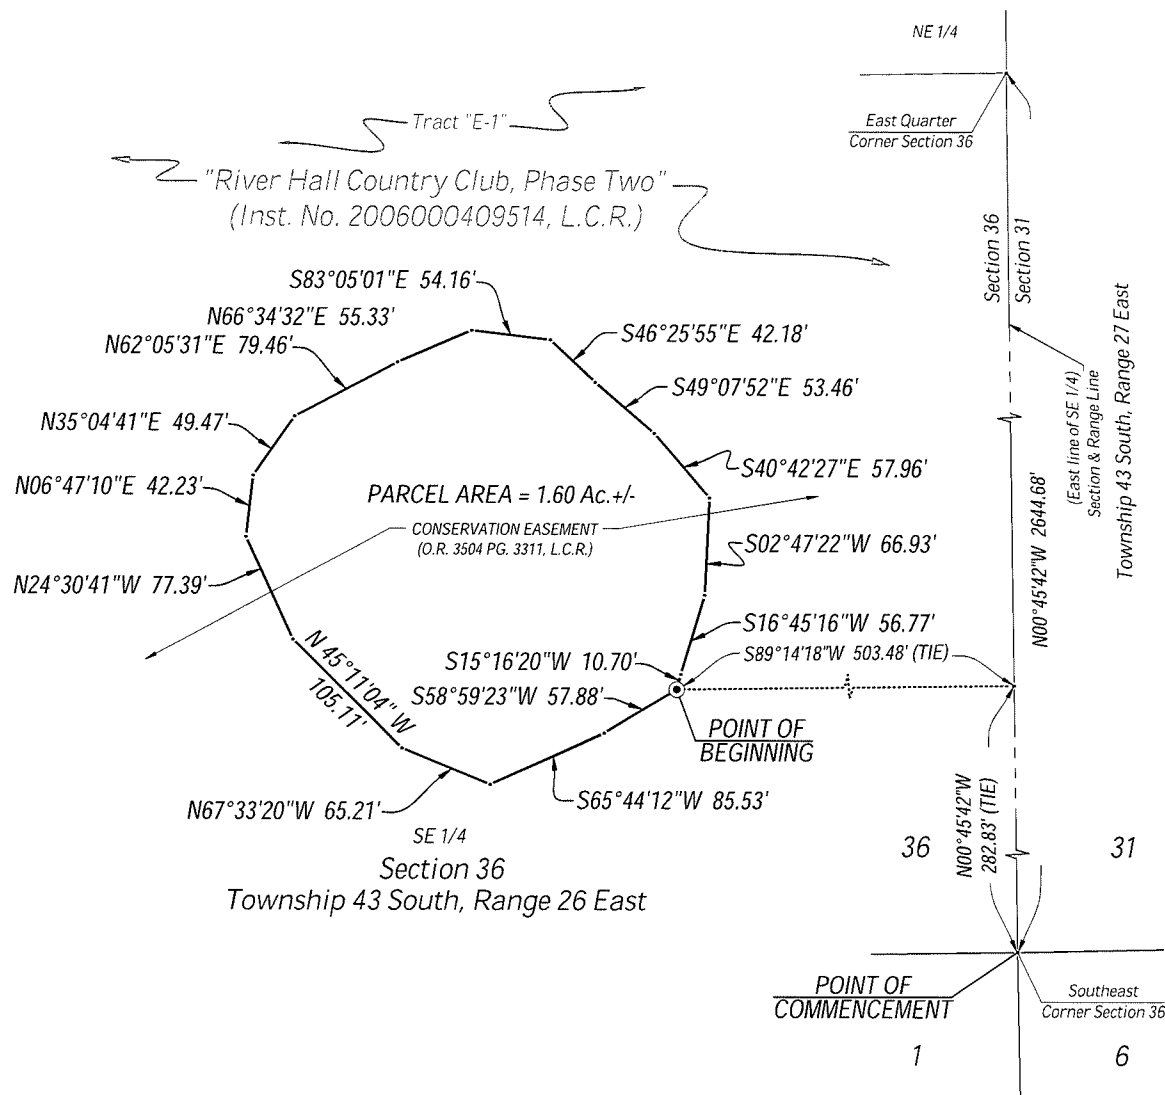 NE 1/4
East Quarter
Corner Section 36
Tract "E-1"
"River Hall Country Club, Phase Two"
(Inst. No. 2006000409514, L.C.R.)
Section 36
Section 31
S83°05'01"E 54.16'
N66°34'32"E 55.33'
N62°05'31"E 79.46'
S46°25'55"E 42.18'
S49°07'52"E 53.46'
N35°04'41"E 49.47'
S40°42'27"E 57.96'
N06°47'10"E 42.23'
PARCEL AREA = 1.60 Ac.+/-
CONSERVATION EASEMENT
(O.R. 3504 PG. 3311, L.C.R.)
S02°47'22"W 66.93'
N24°30'41"W 77.39'
S16°45'16"W 56.77'
S89°14'18"W 503.48' (TIE)
S15°16'20"W 10.70'
S58°59'23"W 57.88'
N 45°11'04" W
105.11'
POINT OF
BEGINNING
N67°33'20"W 65.21'
S65°44'12"W 85.53'
(East line of SE 1/4)
Section & Range Line
Township 43 South, Range 27 East
N00°45'42"W 2644.68'
N00°45'42"W
282.83' (TIE)
SE 1/4
Section 36
Township 43 South, Range 26 East
36
31
POINT OF
COMMENCEMENT
Southeast
Corner Section 36
1
6